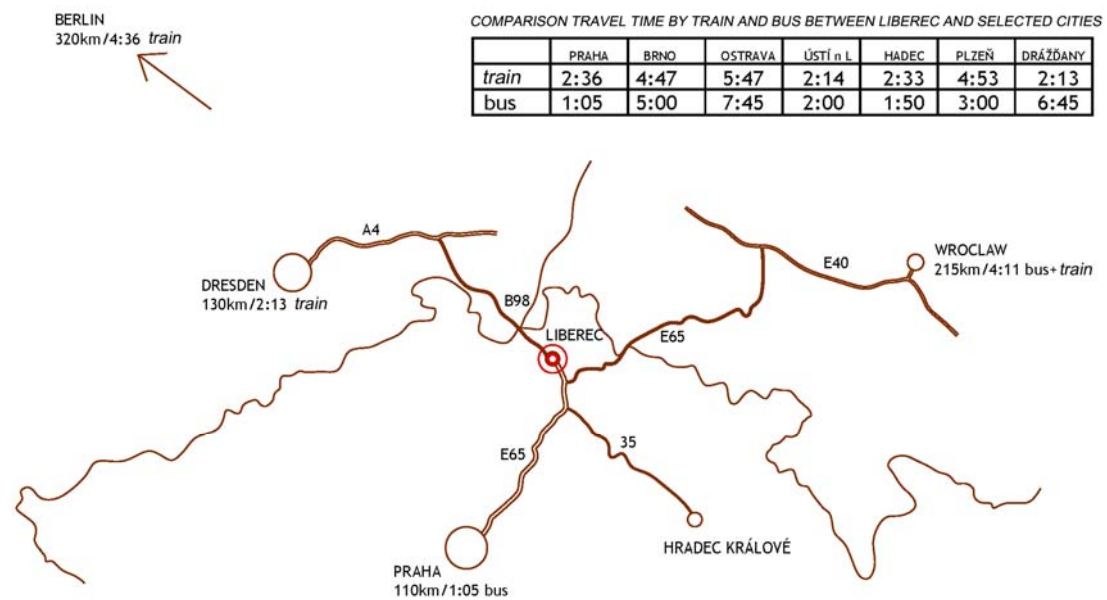 BERLIN
320km/4:36 train
COMPARISON TRAVEL TIME BY TRAIN AND BUS BETWEEN LIBEREC AND SELECTED CITIES
PRAHA BRNO OSTRAVA ÚSTÍ n L HADEC PLZEŇ DRÁŽĎANY
train 2:36 4:47 5:47 2:14 2:33 4:53 2:13
bus 1:05 5:00 7:45 2:00 1:50 3:00 6:45
A4
DRESDEN
130km/2:13 train
B98
LIBEREC
E65
E40
WROCLAW
215km/4:11 bus+train
E65
35
PRAHA
110km/1:05 bus
HRADEC KRÁLOVÉ